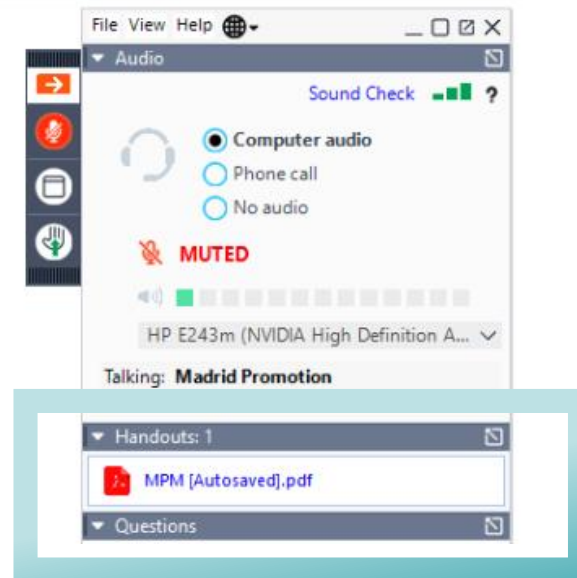 File View Help
Audio
Sound Check ?
Computer audio
Phone call
No audio
MUTED
HP E243m (NVIDIA High Definition A...
Talking: Madrid Promotion
Handouts: 1
MPM [Autosaved].pdf
Questions